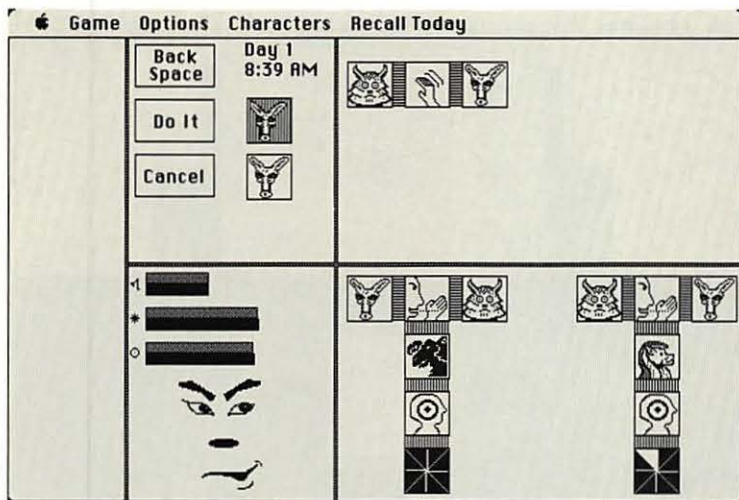 Game Options Characters Recall Today
Back
Space
Day 1
8:39 AM
Do It
Cancel